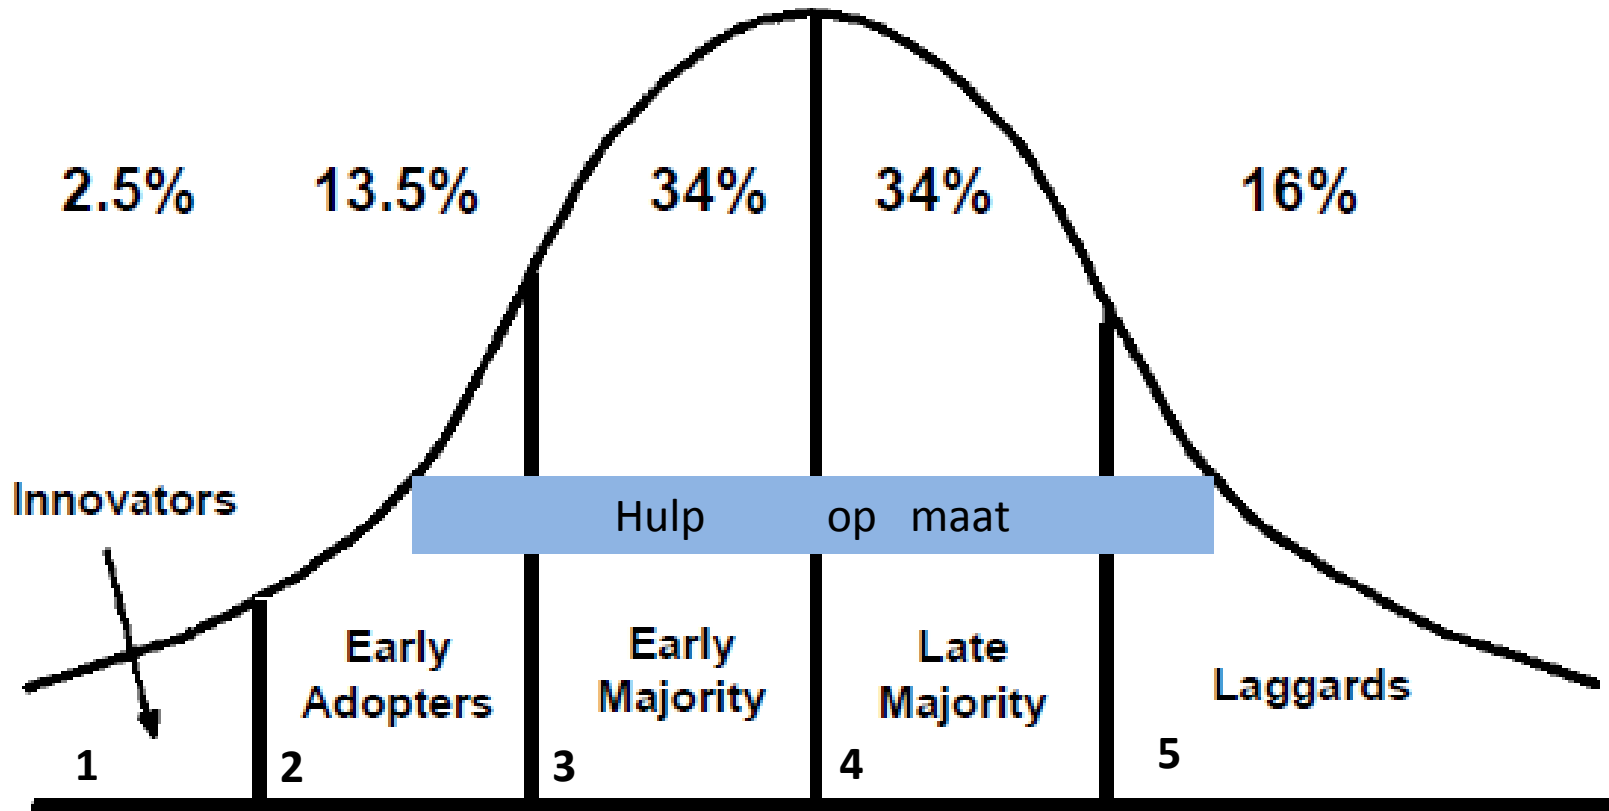 2.5% 13.5% 34% 34% 16%
Innovators
Hulp op maat
Early
Adopters
Early
Majority
Late
Majority
Laggards
1 2 3 4 5